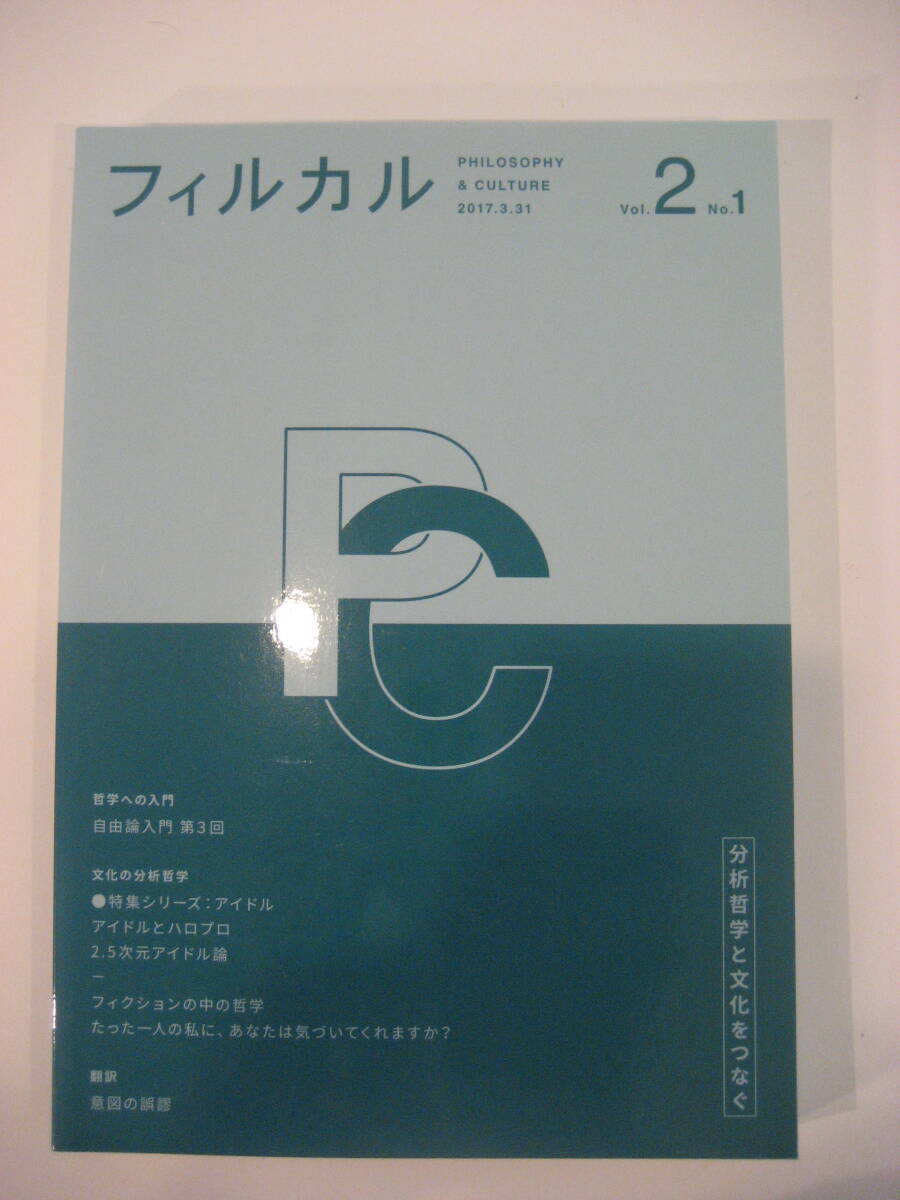 フィルカル
PHILOSOPHY
& CULTURE
2017.3.31
Vol. 2 No.1
PC
哲学への入門
自由論入門 第3回
文化の分析哲学
●特集シリーズ：アイドル
アイドルとハロプロ
2.5次元アイドル論
―
フィクションの中の哲学
たった一人の私に、あなたは気づいてくれますか？
翻訳
意図の誤謬
分析哲学と文化をつなぐ